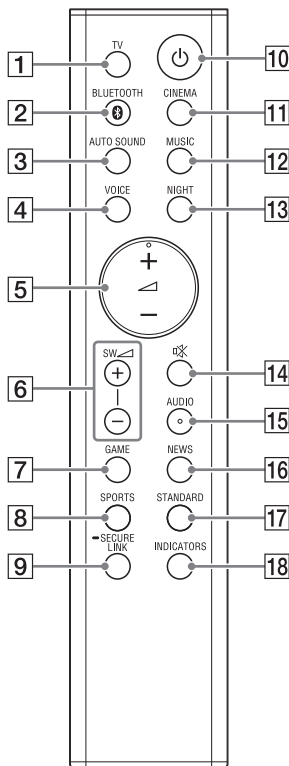 TV
1
10
BLUETOOTH
CINEMA
2
11
AUTO SOUND
MUSIC
3
12
VOICE
NIGHT
4
13
+
5
−
SW
+
6
−
14
AUDIO
15
GAME
NEWS
7
16
SPORTS
STANDARD
8
17
SECURE
LINK
INDICATORS
9
18